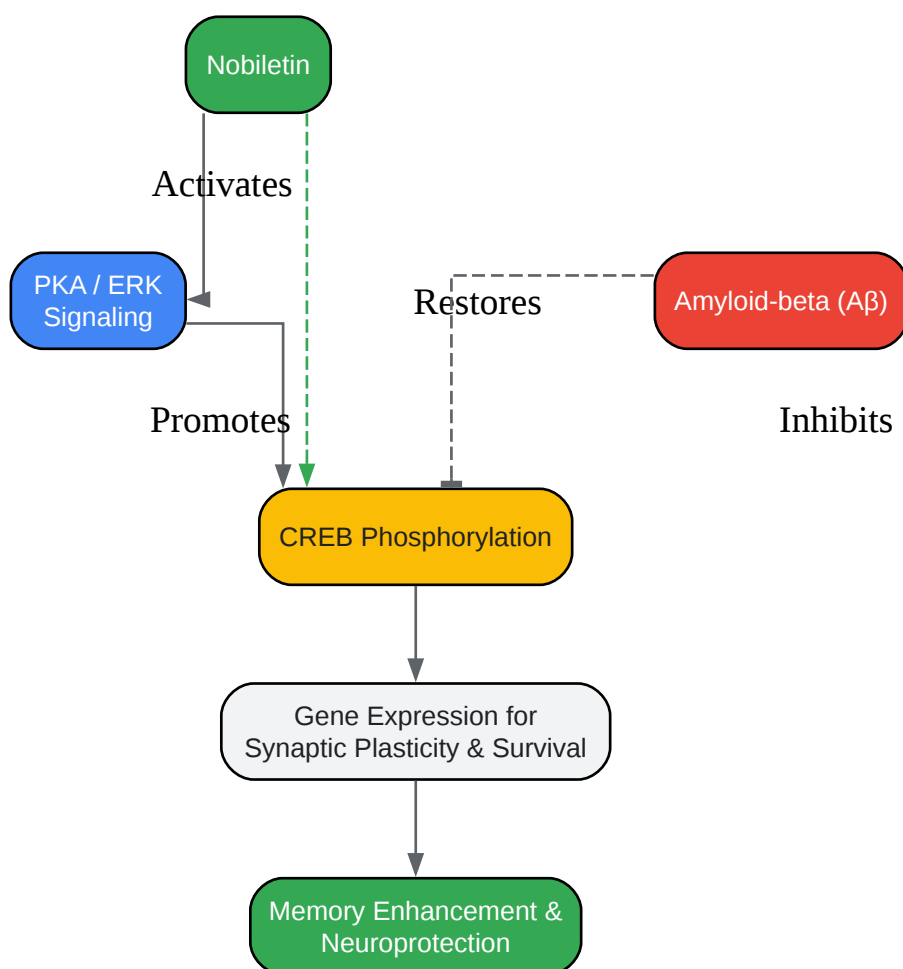 Nobiletin
Activates
PKA / ERK
Signaling
Restores
Amyloid-beta (Aβ)
Promotes
Inhibits
CREB Phosphorylation
Gene Expression for
Synaptic Plasticity & Survival
Memory Enhancement &
Neuroprotection